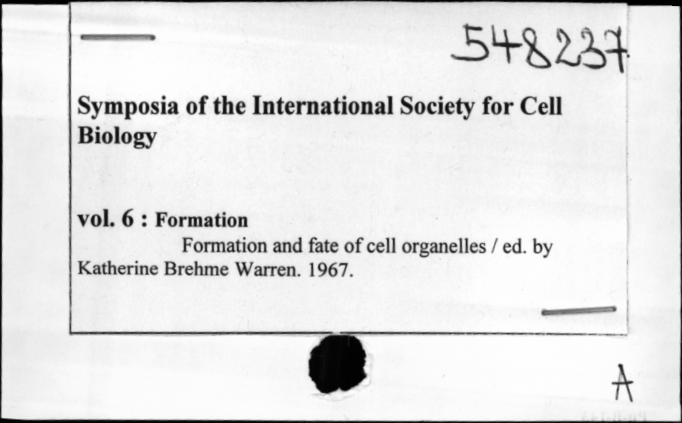 548237
Symposia of the International Society for Cell
Biology
vol. 6 : Formation
Formation and fate of cell organelles / ed. by
Katherine Brehme Warren. 1967.
A